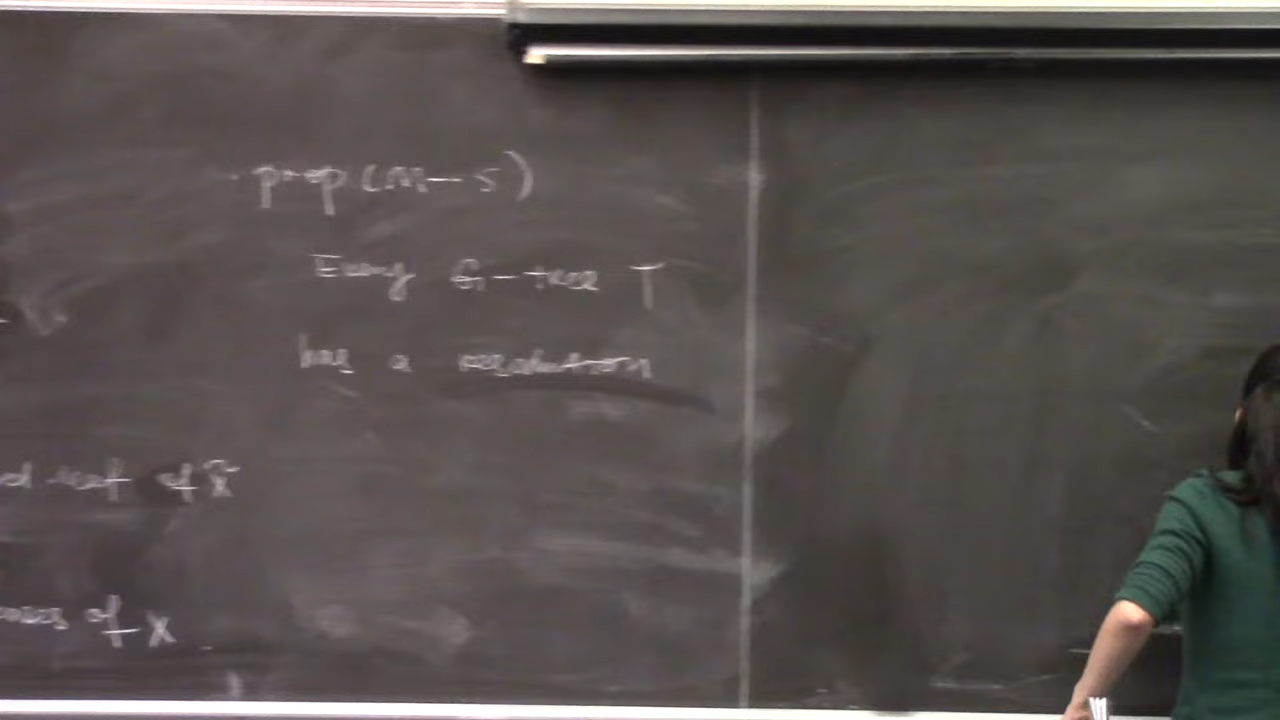 prop (M-S)
Every G-tree T
has a resolution
of X̃
of X